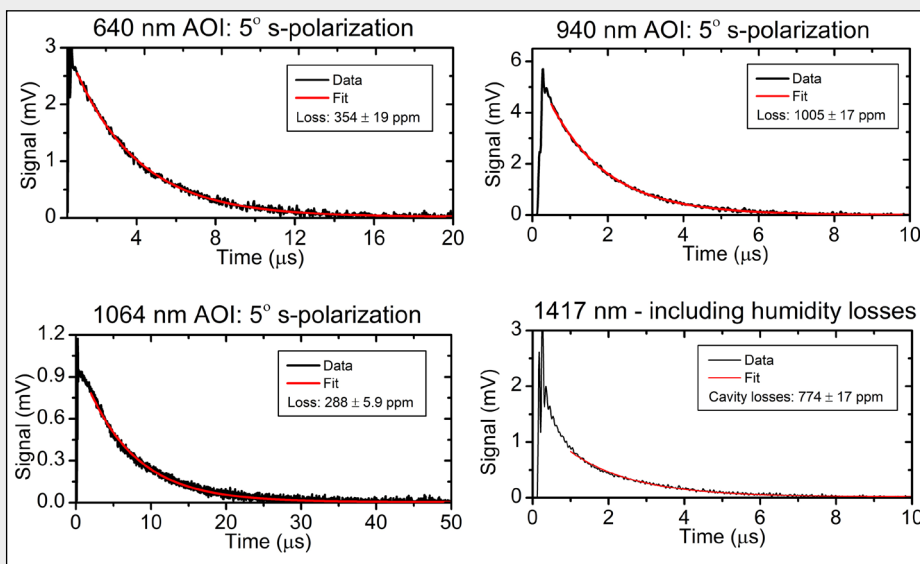 640 nm AOI: 5° s-polarization
Signal (mV)
3
2
1
0
Data
Fit
Loss: 354 ± 19 ppm
4 8 12 16 20
Time (μs)
940 nm AOI: 5° s-polarization
Signal (mV)
6
4
2
0
Data
Fit
Loss: 1005 ± 17 ppm
0 2 4 6 8 10
Time (μs)
1064 nm AOI: 5° s-polarization
Signal (mV)
1.2
0.9
0.6
0.3
0.0
Data
Fit
Loss: 288 ± 5.9 ppm
0 10 20 30 40 50
Time (μs)
1417 nm - including humidity losses
Signal (mV)
3
2
1
0
Data
Fit
Cavity losses: 774 ± 17 ppm
0 2 4 6 8 10
Time (μs)